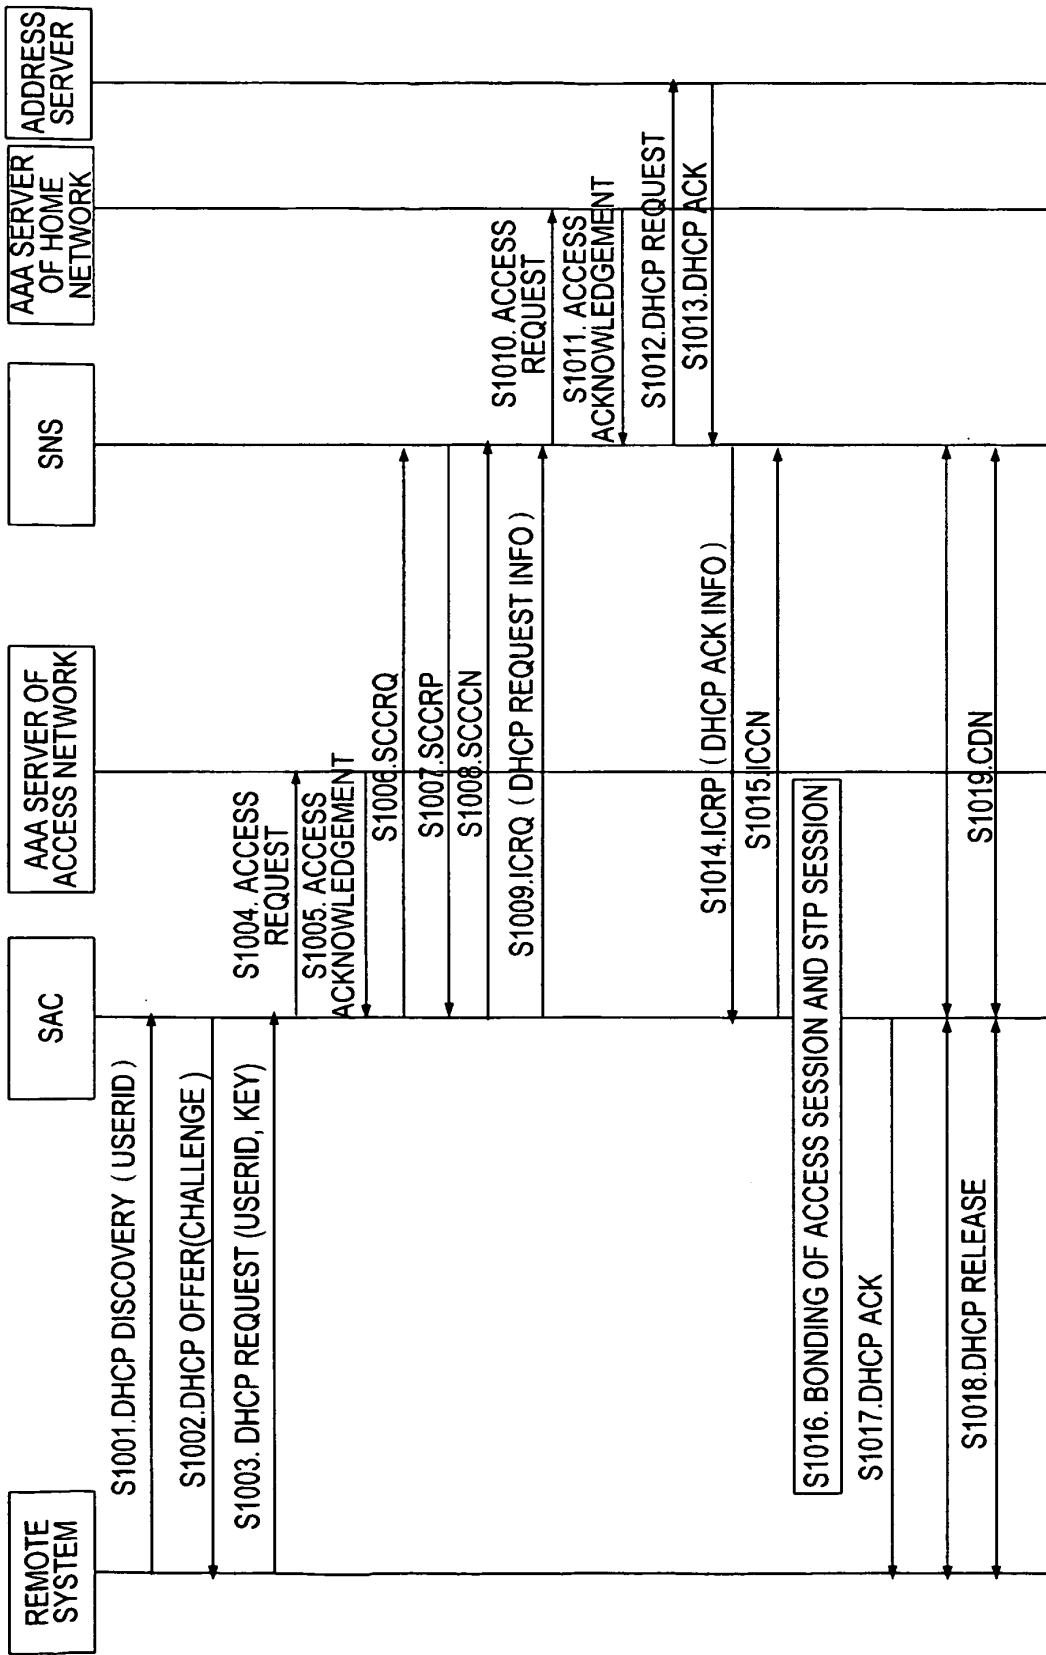 REMOTE
SYSTEM
SAC
AAA SERVER OF
ACCESS NETWORK
SNS
AAA SERVER
OF HOME
NETWORK
ADDRESS
SERVER
S1001.DHCP DISCOVERY ( USERID )
S1002.DHCP OFFER(CHALLENGE )
S1003. DHCP REQUEST (USERID, KEY)
S1004. ACCESS
REQUEST
S1005. ACCESS
ACKNOWLEDGEMENT
S1006.SCCRQ
S1007.SCCRP
S1008.SCCCN
S1009.ICRQ ( DHCP REQUEST INFO )
S1010. ACCESS
REQUEST
S1011. ACCESS
ACKNOWLEDGEMENT
S1012.DHCP REQUEST
S1013.DHCP ACK
S1014.ICRP ( DHCP ACK INFO )
S1015.ICCN
S1016. BONDING OF ACCESS SESSION AND STP SESSION
S1017.DHCP ACK
S1018.DHCP RELEASE
S1019.CDN